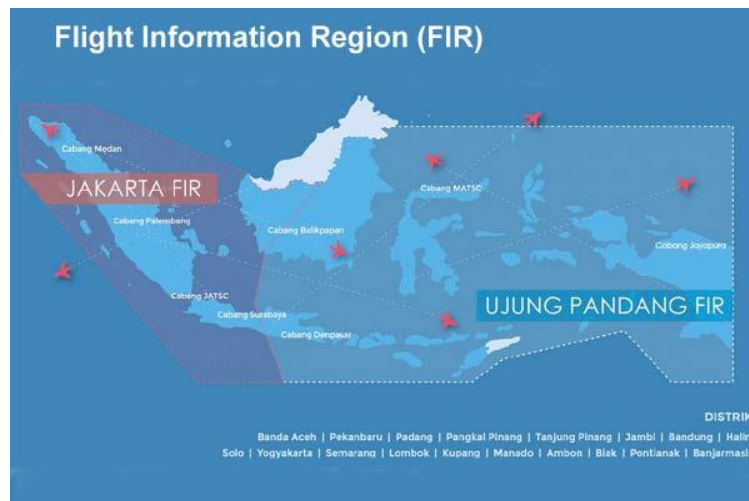 Flight Information Region (FIR)
Cabang Medan
JAKARTA FIR
Cabang MATSC
Cabang Palembang
Cabang Balikpapan
Cabang Jayapura
Cabang JATSC
UJUNG PANDANG FIR
Cabang Surabaya
Cabang Denpasar
DISTRIK
Banda Aceh | Pekanbaru | Padang | Pangkal Pinang | Tanjung Pinang | Jambi | Bandung | Halim
Solo | Yogyakarta | Semarang | Lombok | Kupang | Manado | Ambon | Biak | Pontianak | Banjarmas